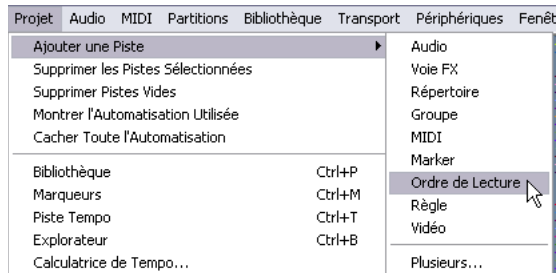 Projet Audio MIDI Partitions Bibliothèque Transport Périphériques Fenêt
Ajouter une Piste
Supprimer les Pistes Sélectionnées
Supprimer Pistes Vides
Montrer l'Automatisation Utilisée
Cacher Toute l'Automatisation
Bibliothèque Ctrl+P
Marqueurs Ctrl+M
Piste Tempo Ctrl+T
Explorateur Ctrl+B
Calculatrice de Tempo...
Audio
Voie FX
Répertoire
Groupe
MIDI
Marker
Ordre de Lecture
Règle
Vidéo
Plusieurs...